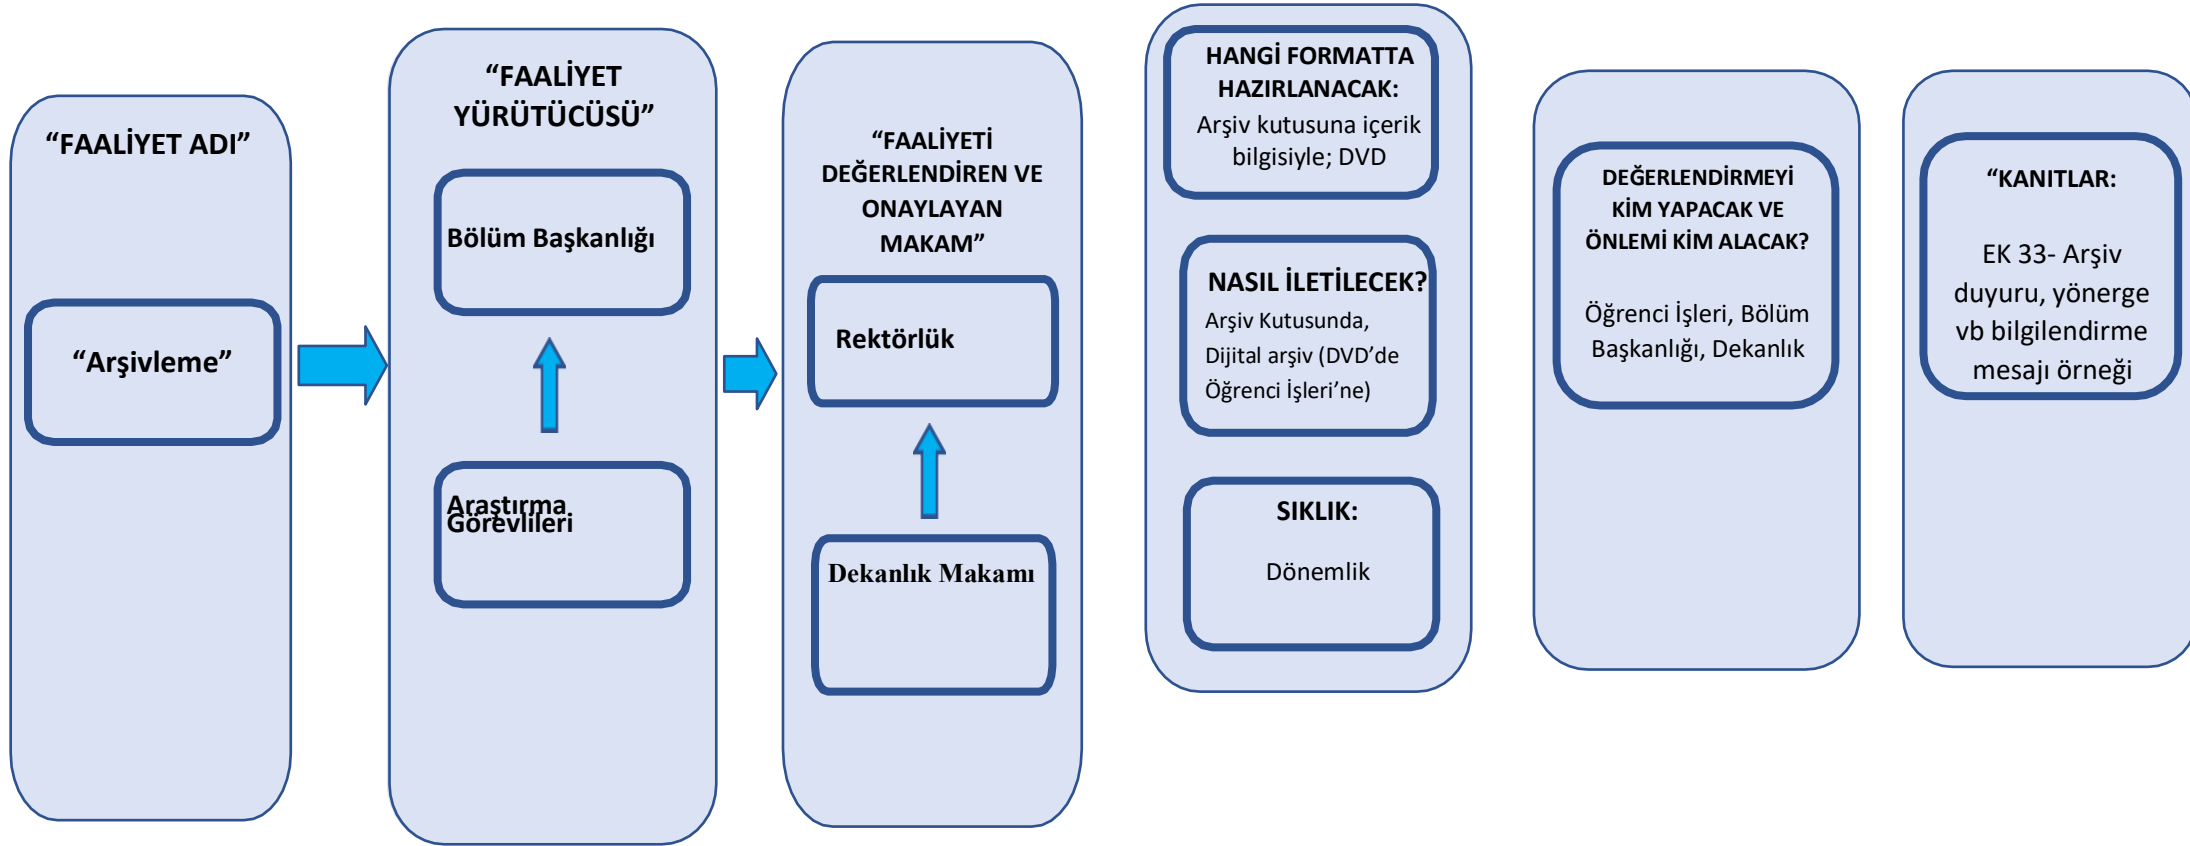 “FAALİYET ADI”
“Arşivleme”
“FAALİYET
YÜRÜTÜCÜSÜ”
Bölüm Başkanlığı
Araştırma
Görevlileri
“FAALİYETİ
DEĞERLENDİREN VE
ONAYLAYAN
MAKAM”
Rektörlük
Dekanlık Makamı
HANGİ FORMATTA
HAZIRLANACAK:
Arşiv kutusuna içerik
bilgisiyle; DVD
NASIL İLETİLECEK?
Arşiv Kutusunda,
Dijital arşiv (DVD’de
Öğrenci İşleri’ne)
SIKLIK:
Dönemlik
DEĞERLENDİRMEYİ
KİM YAPACAK VE
ÖNLEMİ KİM ALACAK?
Öğrenci İşleri, Bölüm
Başkanlığı, Dekanlık
“KANITLAR:
EK 33- Arşiv
duyuru, yönerge
vb bilgilendirme
mesajı örneği